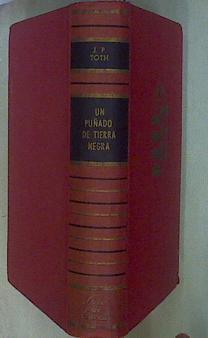 J. P.
TOTH
UN
PUÑADO
DE TIERRA
NEGRA